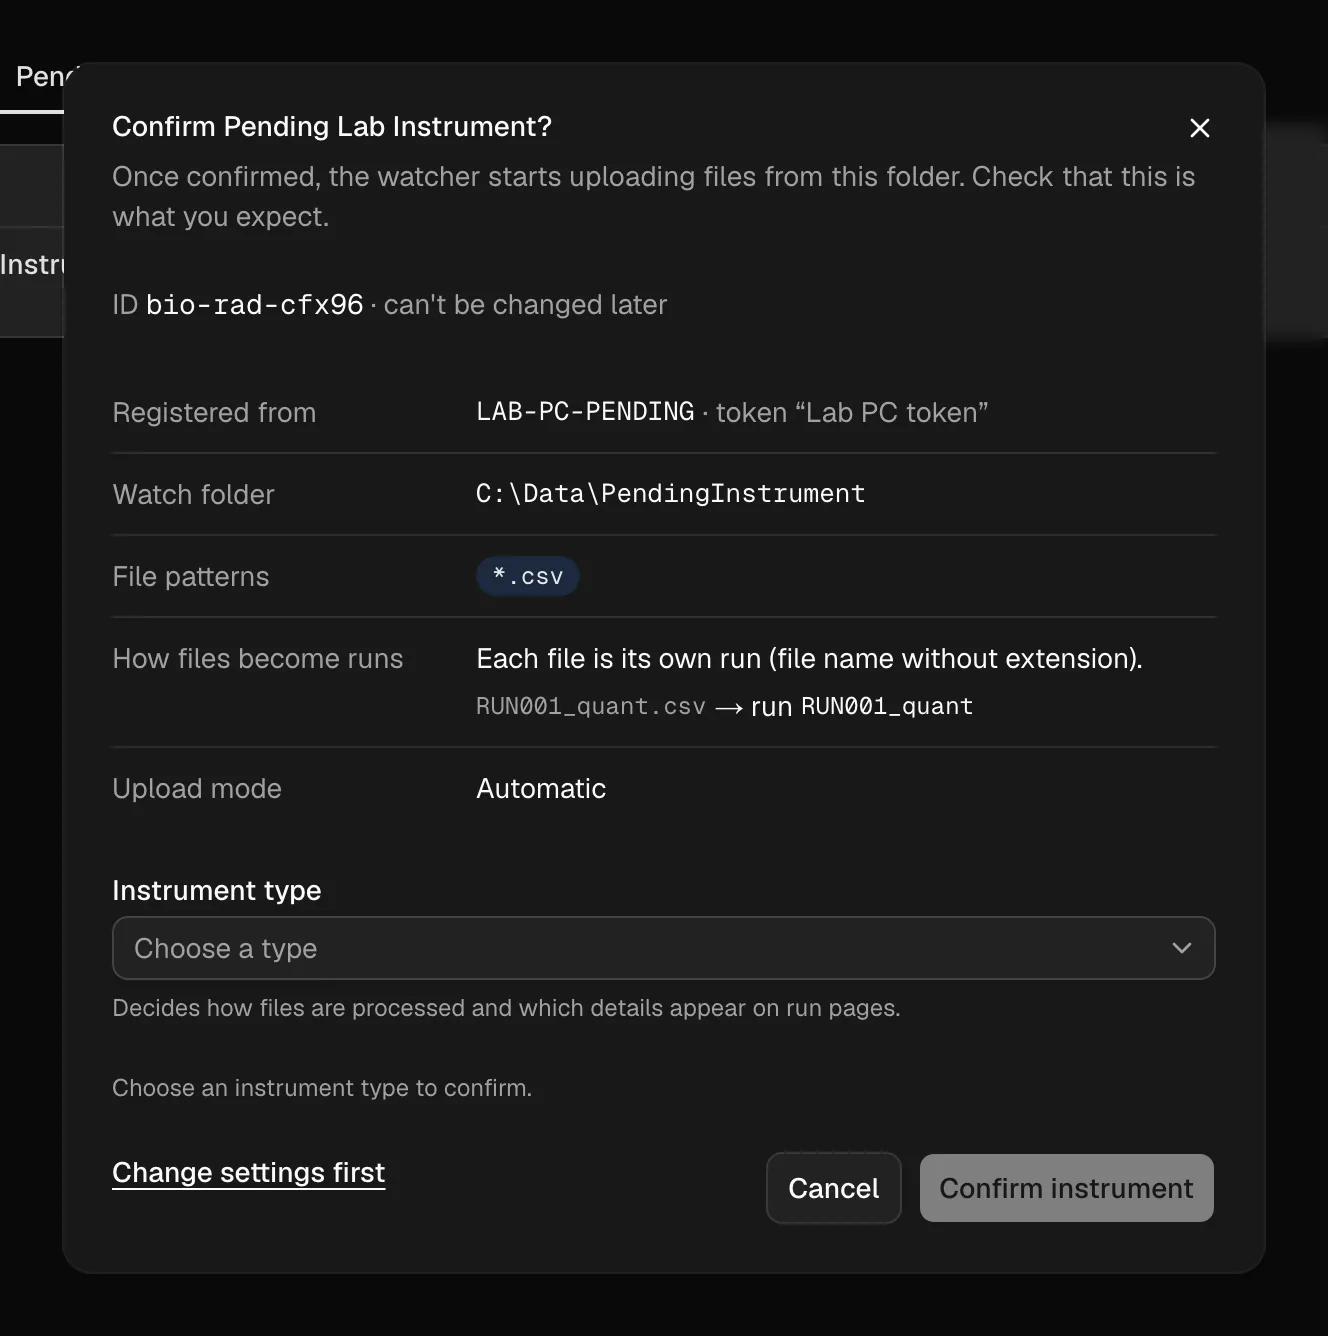 Pend
Confirm Pending Lab Instrument?
Once confirmed, the watcher starts uploading files from this folder. Check that this is
what you expect.
Instru
ID bio-rad-cfx96 · can't be changed later
Registered from LAB-PC-PENDING · token “Lab PC token”
Watch folder C:\Data\PendingInstrument
File patterns *.csv
How files become runs Each file is its own run (file name without extension).
RUN001_quant.csv → run RUN001_quant
Upload mode Automatic
Instrument type
Choose a type
Decides how files are processed and which details appear on run pages.
Choose an instrument type to confirm.
Change settings first Cancel Confirm instrument